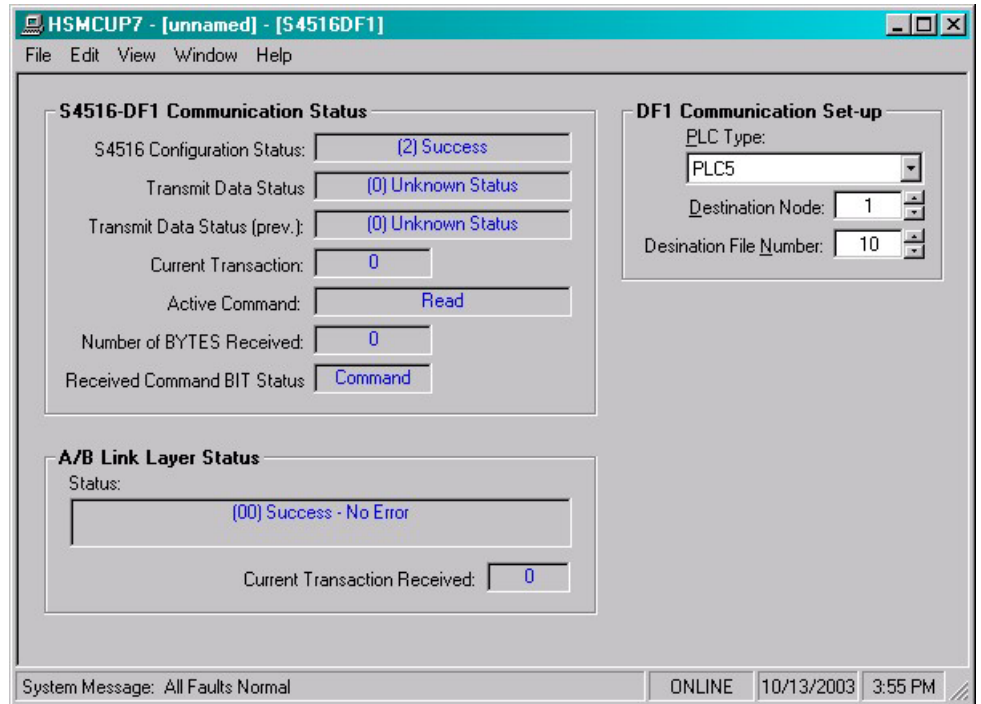 HSMCUP7 - [unnamed] - [S4516DF1]
File Edit View Window Help
S4516-DF1 Communication Status
S4516 Configuration Status: (2) Success
Transmit Data Status (0) Unknown Status
Transmit Data Status (prev.): (0) Unknown Status
Current Transaction: 0
Active Command: Read
Number of BYTES Received: 0
Received Command BIT Status Command
DF1 Communication Set-up
PLC Type:
PLC5
Destination Node: 1
Desination File Number: 10
A/B Link Layer Status
Status:
(00) Success - No Error
Current Transaction Received: 0
System Message: All Faults Normal ONLINE 10/13/2003 3:55 PM